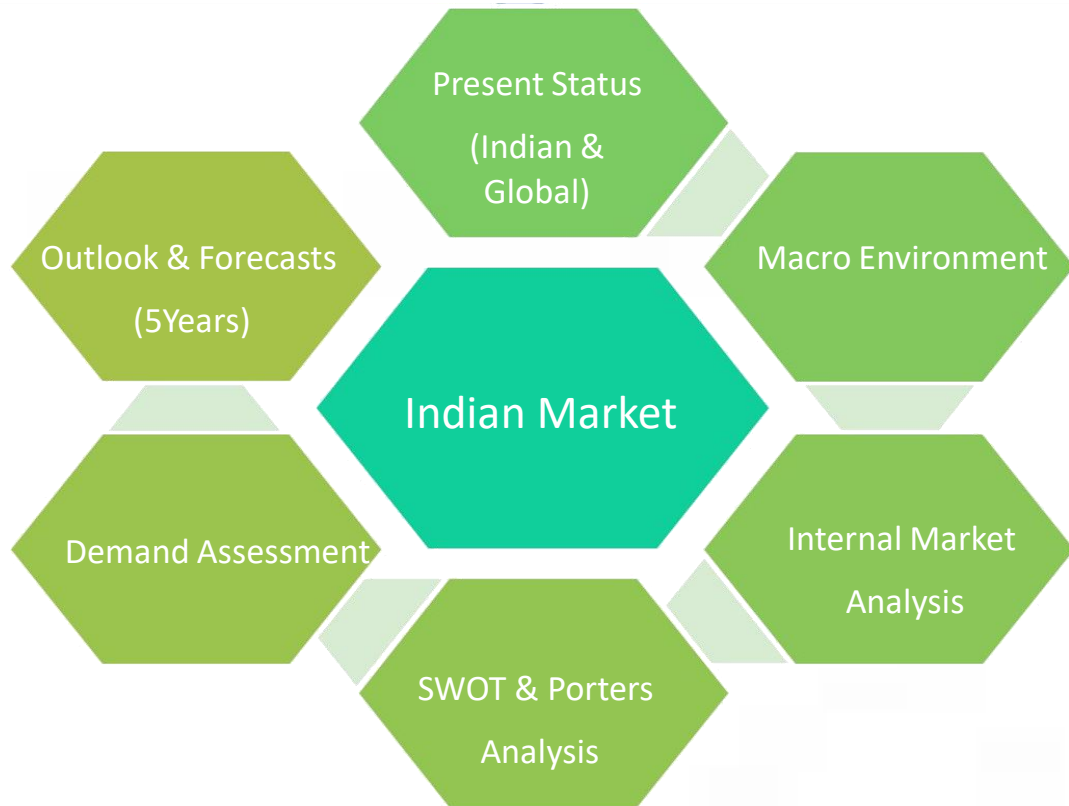 Present Status
(Indian &
Global)
Macro Environment
Internal Market
Analysis
SWOT & Porters
Analysis
Demand Assessment
Outlook & Forecasts
(5Years)
Indian Market